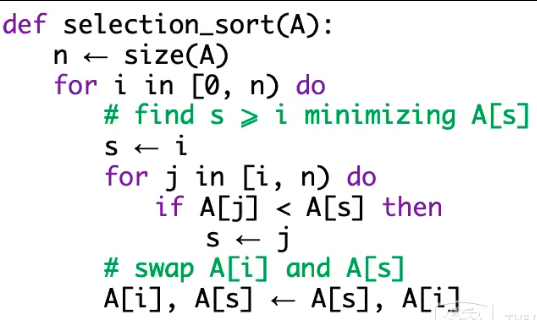 def selection_sort(A):
n ← size(A)
for i in [0, n) do
# find s ⩾ i minimizing A[s]
s ← i
for j in [i, n) do
if A[j] < A[s] then
s ← j
# swap A[i] and A[s]
A[i], A[s] ← A[s], A[i]